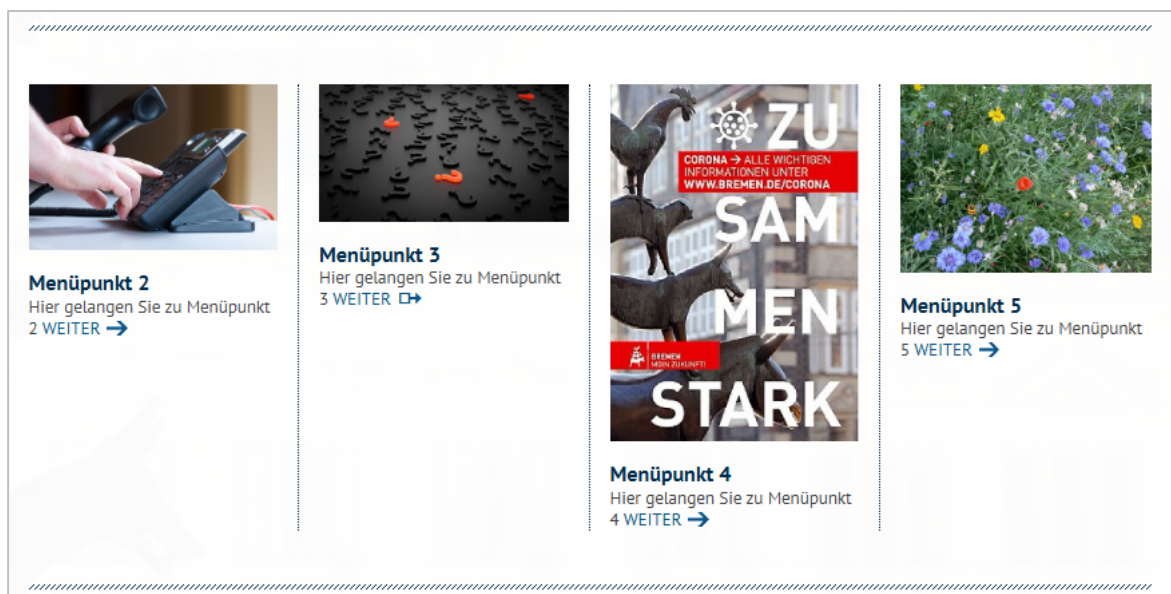 Menüpunkt 2
Hier gelangen Sie zu Menüpunkt
2 WEITER
Menüpunkt 3
Hier gelangen Sie zu Menüpunkt
3 WEITER
ZU
CORONA → ALLE WICHTIGEN
INFORMATIONEN UNTER
WWW.BREMEN.DE/CORONA
SAM
MEN
BREMEN
MEIN ZUKUNFT!
STARK
Menüpunkt 4
Hier gelangen Sie zu Menüpunkt
4 WEITER
Menüpunkt 5
Hier gelangen Sie zu Menüpunkt
5 WEITER